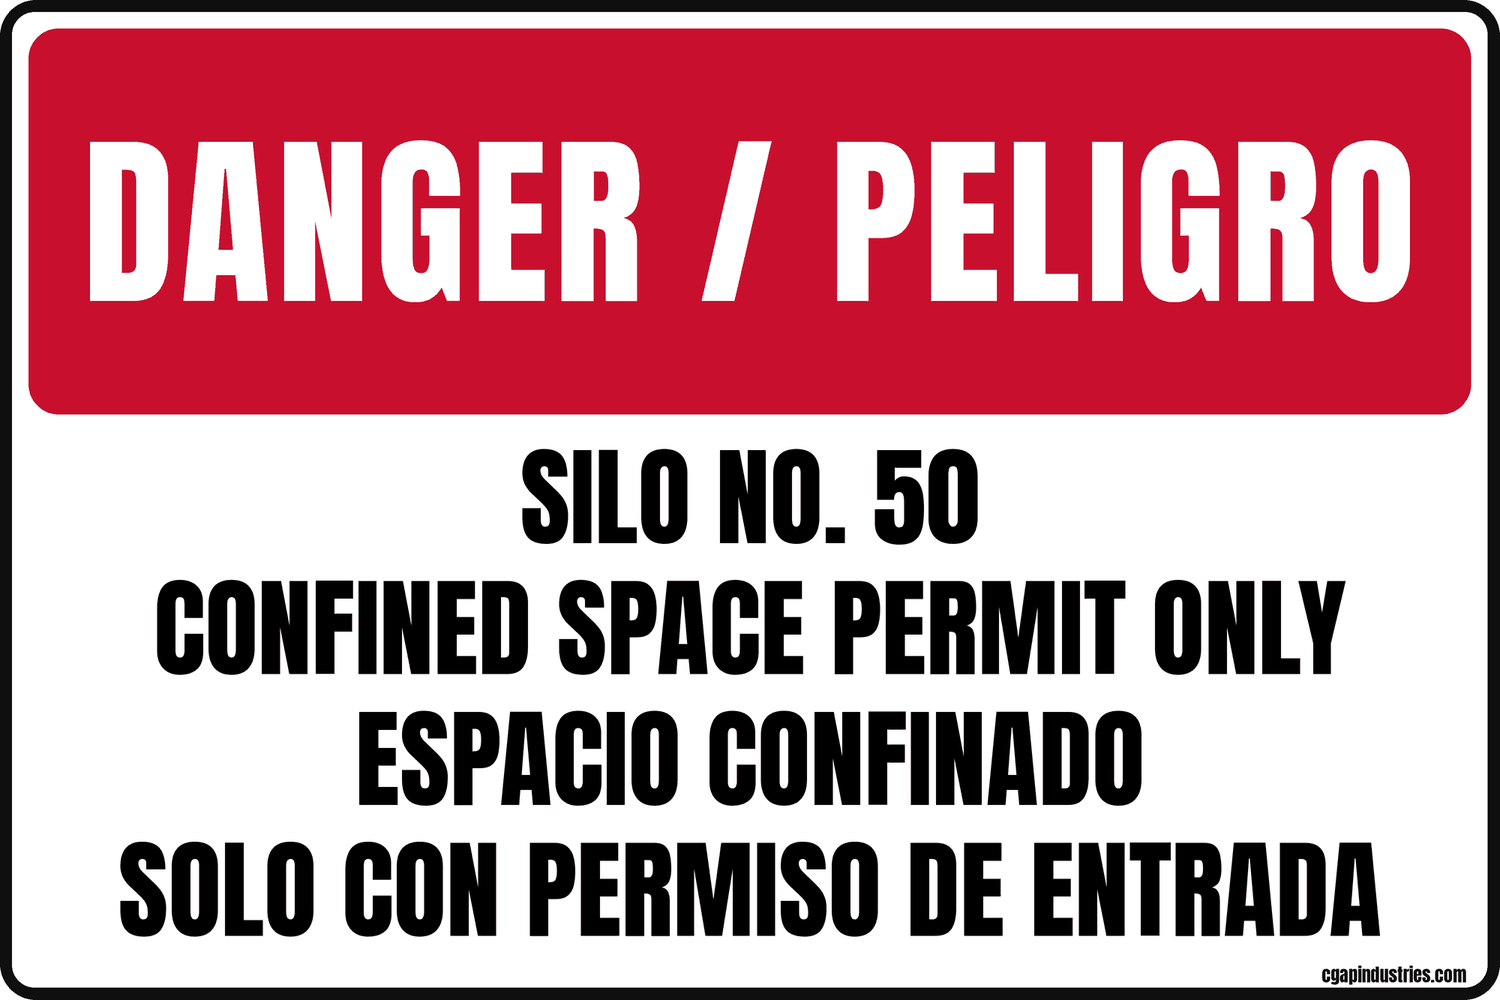 DANGER / PELIGRO
SILO NO. 50
CONFINED SPACE PERMIT ONLY
ESPACIO CONFINADO
SOLO CON PERMISO DE ENTRADA
cgapindustries.com